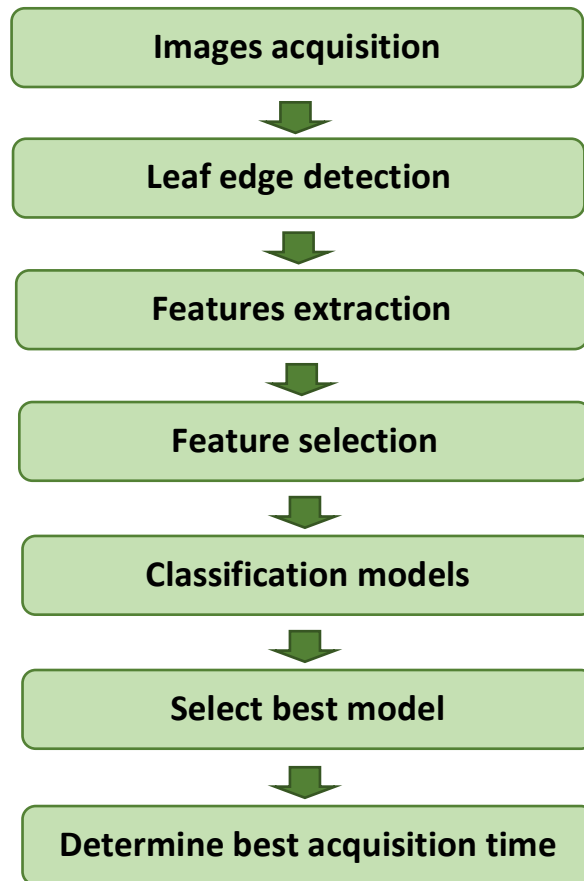 Images acquisition
Leaf edge detection
Features extraction
Feature selection
Classification models
Select best model
Determine best acquisition time